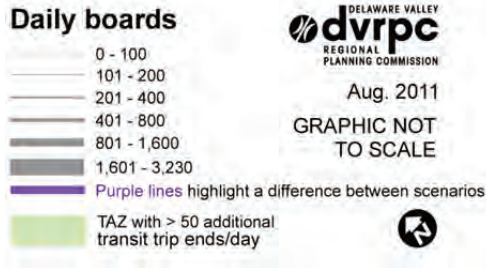 Daily boards
0 - 100
101 - 200
201 - 400
401 - 800
801 - 1,600
1,601 - 3,230
Purple lines highlight a difference between scenarios
TAZ with > 50 additional
transit trip ends/day
DELAWARE VALLEY
dvrpc
REGIONAL
PLANNING COMMISSION
Aug. 2011
GRAPHIC NOT
TO SCALE
N